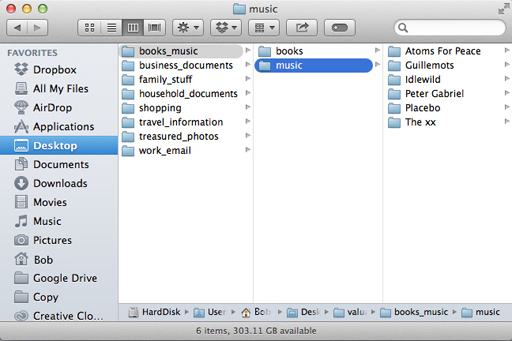 music
FAVORITES
Dropbox
All My Files
AirDrop
Applications
Desktop
Documents
Downloads
Movies
Music
Pictures
Bob
Google Drive
Copy
Creative Clo...
books_music
business_documents
family_stuff
household_documents
shopping
travel_information
treasured_photos
work_email
books
music
Atoms For Peace
Guillemots
Idlewild
Peter Gabriel
Placebo
The xx
HardDisk User Bob Desk valu books_music music
6 items, 303.11 GB available